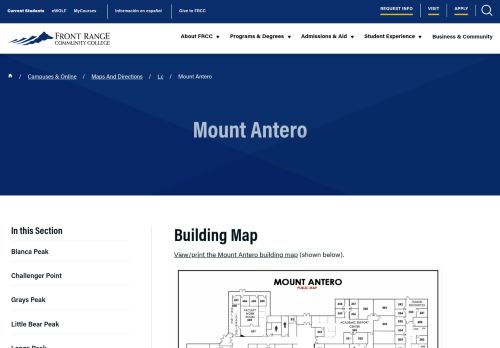 Current Students eWOLF MyCourses Información en español Give to FRCC REQUEST INFO VISIT APPLY
FRONT RANGE
COMMUNITY COLLEGE
About FRCC Programs & Degrees Admissions & Aid Student Experience Business & Community
/ Campuses & Online / Maps And Directions / Lc / Mount Antero
Mount Antero
In this Section
Blanca Peak
Challenger Point
Grays Peak
Little Bear Peak
Building Map
View/print the Mount Antero building map (shown below).
MOUNT ANTERO
PUBLIC MAP
ACADEMIC SUPPORT
CENTER